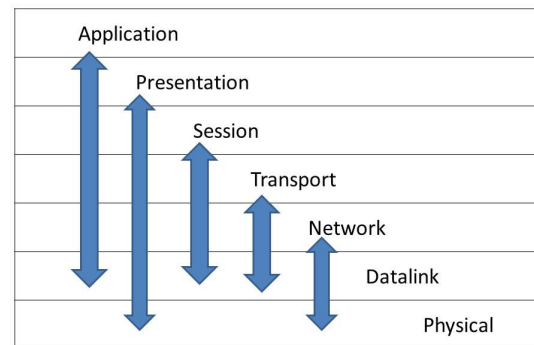 Application
Presentation
Session
Transport
Network
Datalink
Physical